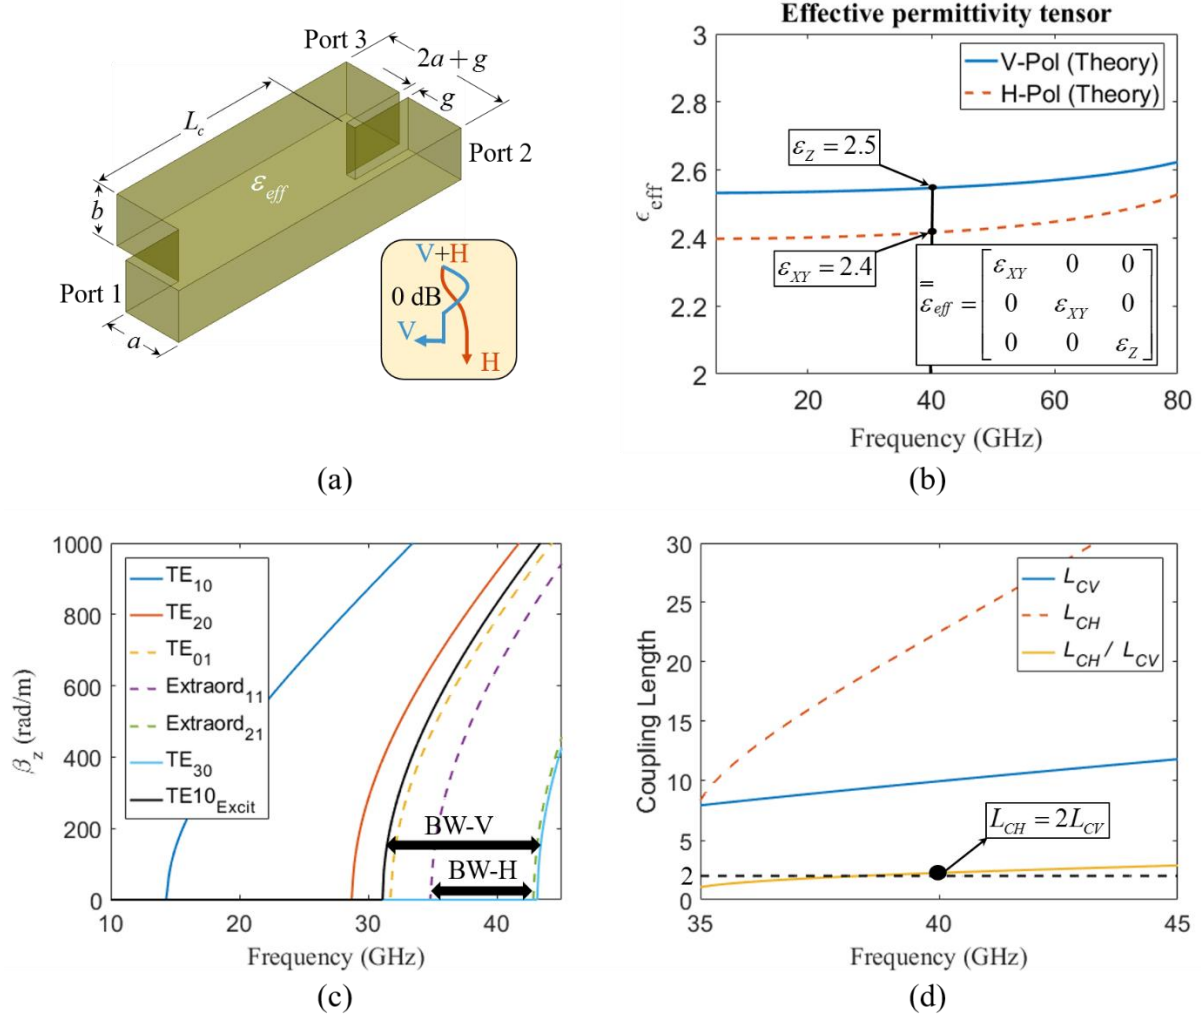 Port 3
2a + g
g
L_c
Port 2
ε_eff
b
Port 1
a
V+H
0 dB
V
H
(a)
Effective permittivity tensor
V-Pol (Theory)
H-Pol (Theory)
3
2.8
2.6
2.4
2.2
2
ϵ_eff
ε_Z = 2.5
ε_XY = 2.4
ε_eff = [ε_XY 0 0
0 ε_XY 0
0 0 ε_Z]
20 40 60 80
Frequency (GHz)
(b)
1000
800
600
400
200
0
β_z (rad/m)
TE_10
TE_20
TE_01
Extraord_11
Extraord_21
TE_30
TE10_Excit
BW-V
BW-H
10 20 30 40
Frequency (GHz)
(c)
30
25
20
15
10
5
2
0
Coupling Length
L_CV
L_CH
L_CH / L_CV
L_CH = 2L_CV
35 40 45
Frequency (GHz)
(d)